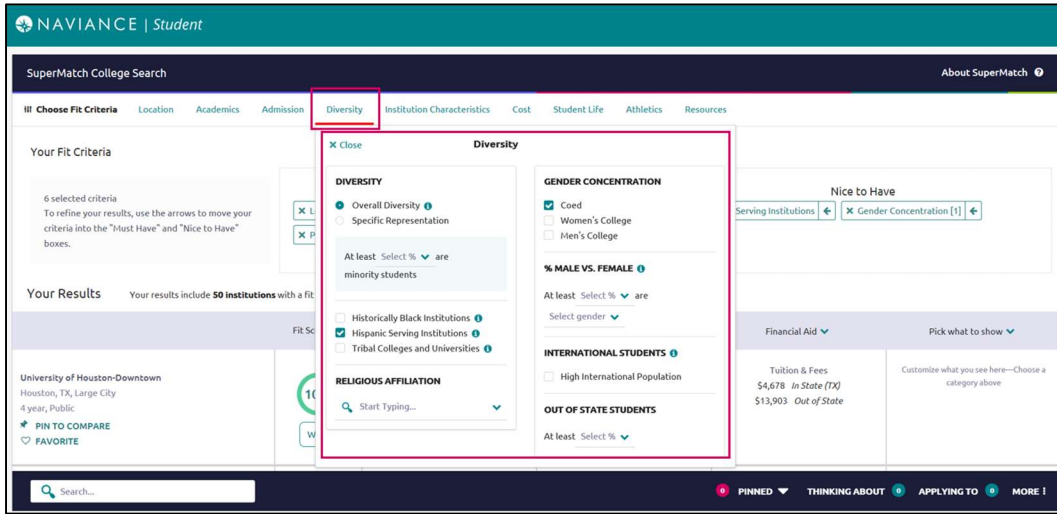 NAVIANCE | Student
SuperMatch College Search
About SuperMatch ?
Choose Fit Criteria Location Academics Admission Diversity Institution Characteristics Cost Student Life Athletics Resources
Your Fit Criteria
6 selected criteria
To refine your results, use the arrows to move your
criteria into the "Must Have" and "Nice to Have"
boxes.
Nice to Have
Serving Institutions
Gender Concentration [1]
Your Results Your results include 50 institutions with a fit
Close
Diversity
DIVERSITY
Overall Diversity
Specific Representation
At least Select % are
minority students
Historically Black Institutions
Hispanic Serving Institutions
Tribal Colleges and Universities
RELIGIOUS AFFILIATION
Start Typing...
GENDER CONCENTRATION
Coed
Women's College
Men's College
% MALE VS. FEMALE
At least Select % are
Select gender
INTERNATIONAL STUDENTS
High International Population
OUT OF STATE STUDENTS
At least Select %
Fit Sc
Financial Aid
Pick what to show
University of Houston-Downtown
Houston, TX, Large City
4 year, Public
PIN TO COMPARE
FAVORITE
Tuition & Fees
$4,678 In State (TX)
$13,903 Out of State
Customize what you see here—Choose a
category above
Search...
0 PINNED THINKING ABOUT 0 APPLYING TO 0 MORE